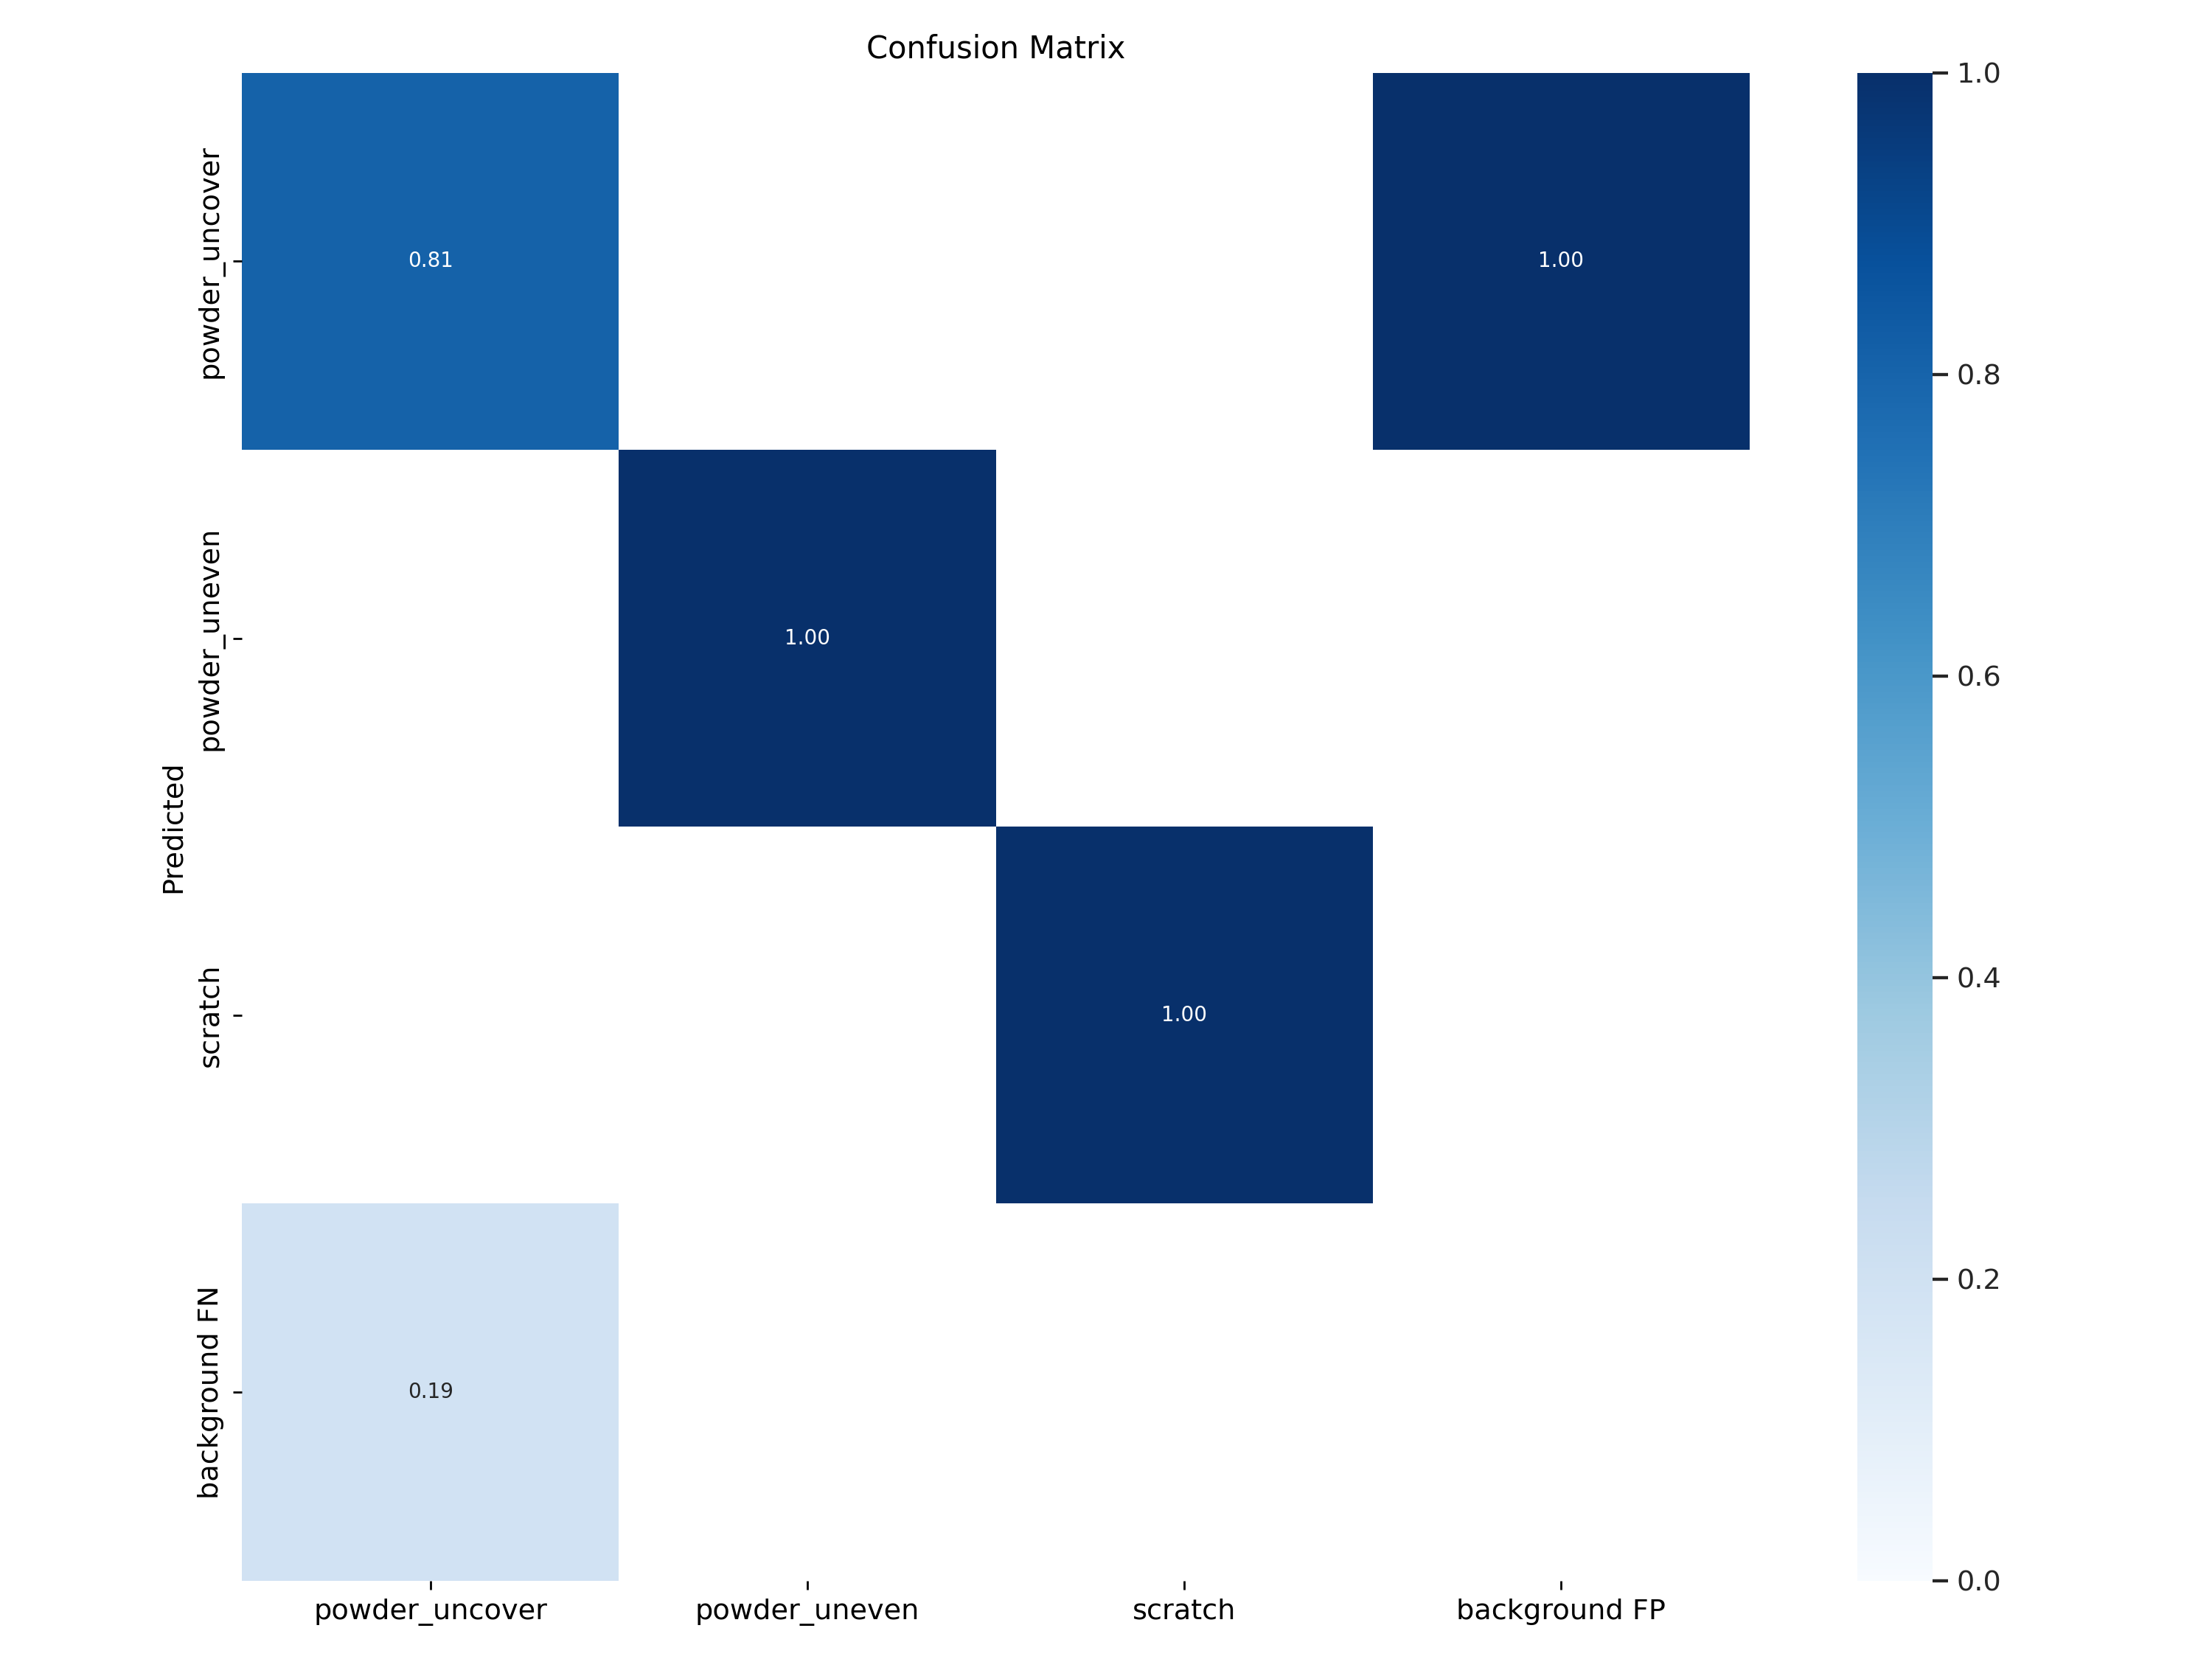 Confusion Matrix
Predicted
powder_uncover
powder_uneven
scratch
background FN
0.81
1.00
1.00
1.00
0.19
powder_uncover
powder_uneven
scratch
background FP
1.0
0.8
0.6
0.4
0.2
0.0